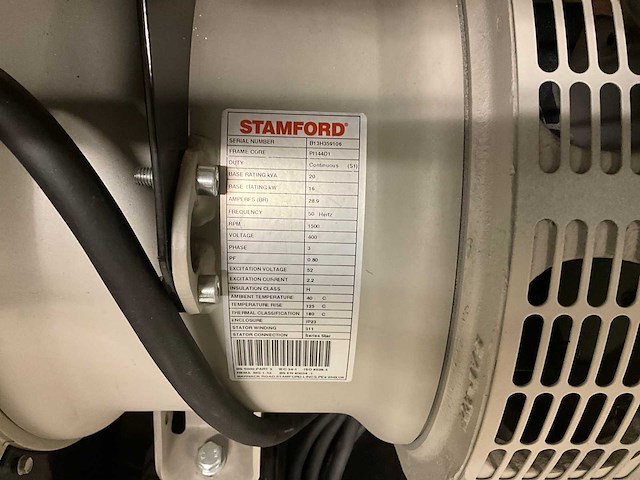 STAMFORD
SERIAL NUMBER
FRAME CORE PI144D1
DUTY Continuous (S1)
BASE RATING kVA 20
BASE RATING kW 16
AMPERES (BR) 28.9
FREQUENCY 50 Hertz
RPM 1500
VOLTAGE 400
PHASE 3
PF 0.80
EXCITATION VOLTAGE 52
EXCITATION CURRENT 2.2
INSULATION CLASS H
AMBIENT TEMPERATURE 40 C
TEMPERATURE RISE 125 C
THERMAL CLASSIFICATION 180 C
ENCLOSURE IP23
STATOR WINDING 311
STATOR CONNECTION Series Star